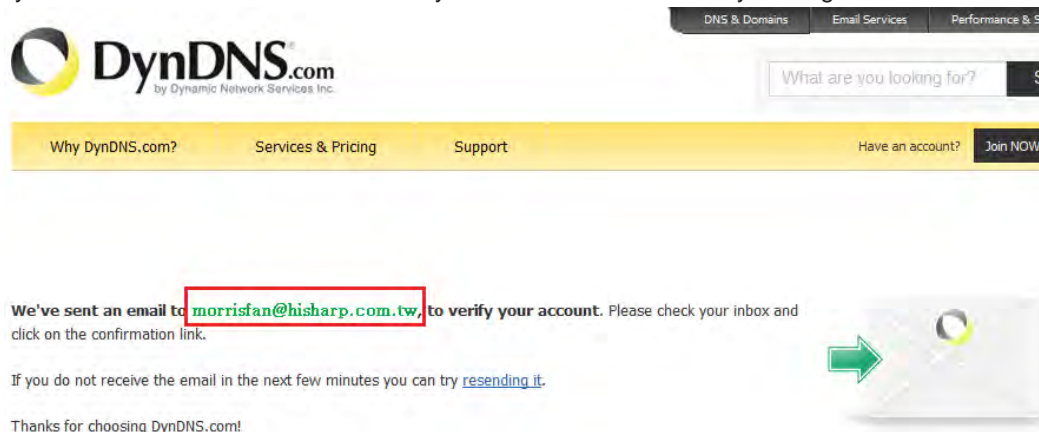 DNS & Domains Email Services Performance &
DynDNS.com
by Dynamic Network Services Inc.
What are you looking for?
Why DynDNS.com? Services & Pricing Support Have an account? Join NOW
We've sent an email to morrisfan@hisharp.com.tw, to verify your account. Please check your inbox and
click on the confirmation link.
If you do not receive the email in the next few minutes you can try resending it.
Thanks for choosing DynDNS.com!